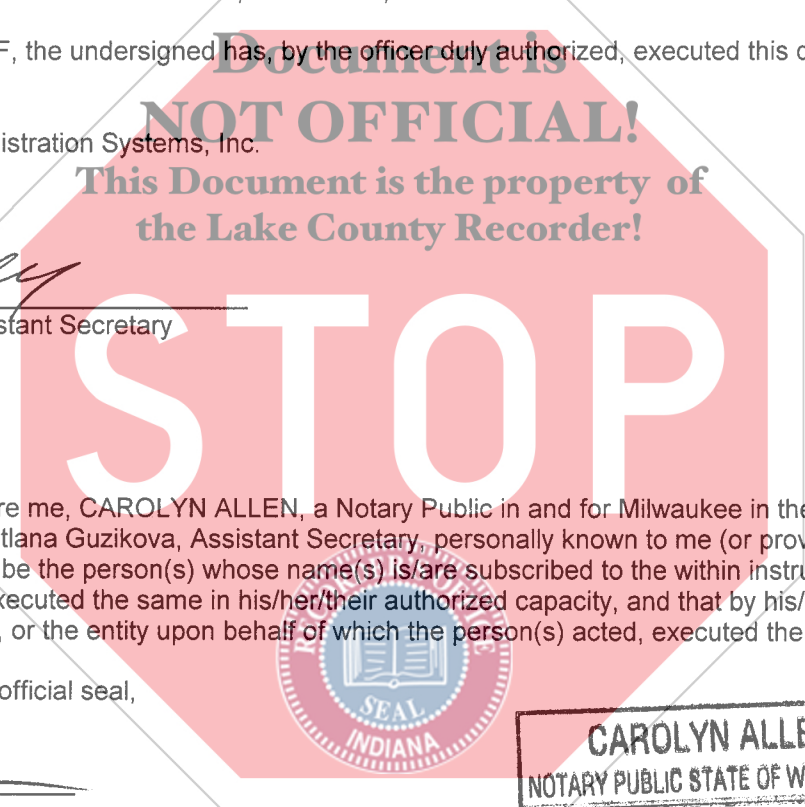 Document is
F, the undersigned has, by the officer duly authorized, executed this
NOT OFFICIAL!
istration Systems, Inc.
This Document is the property of
the Lake County Recorder!
stant Secretary
STOP
re me, CAROLYN ALLEN, a Notary Public in and for Milwaukee in the
tlana Guzikova, Assistant Secretary, personally known to me (or prov
be the person(s) whose name(s) is/are subscribed to the within instru
xecuted the same in his/her/their authorized capacity, and that by his/
, or the entity upon behalf of which the person(s) acted, executed the
official seal,
SEAL
INDIANA
CAROLYN ALLE
NOTARY PUBLIC STATE OF W